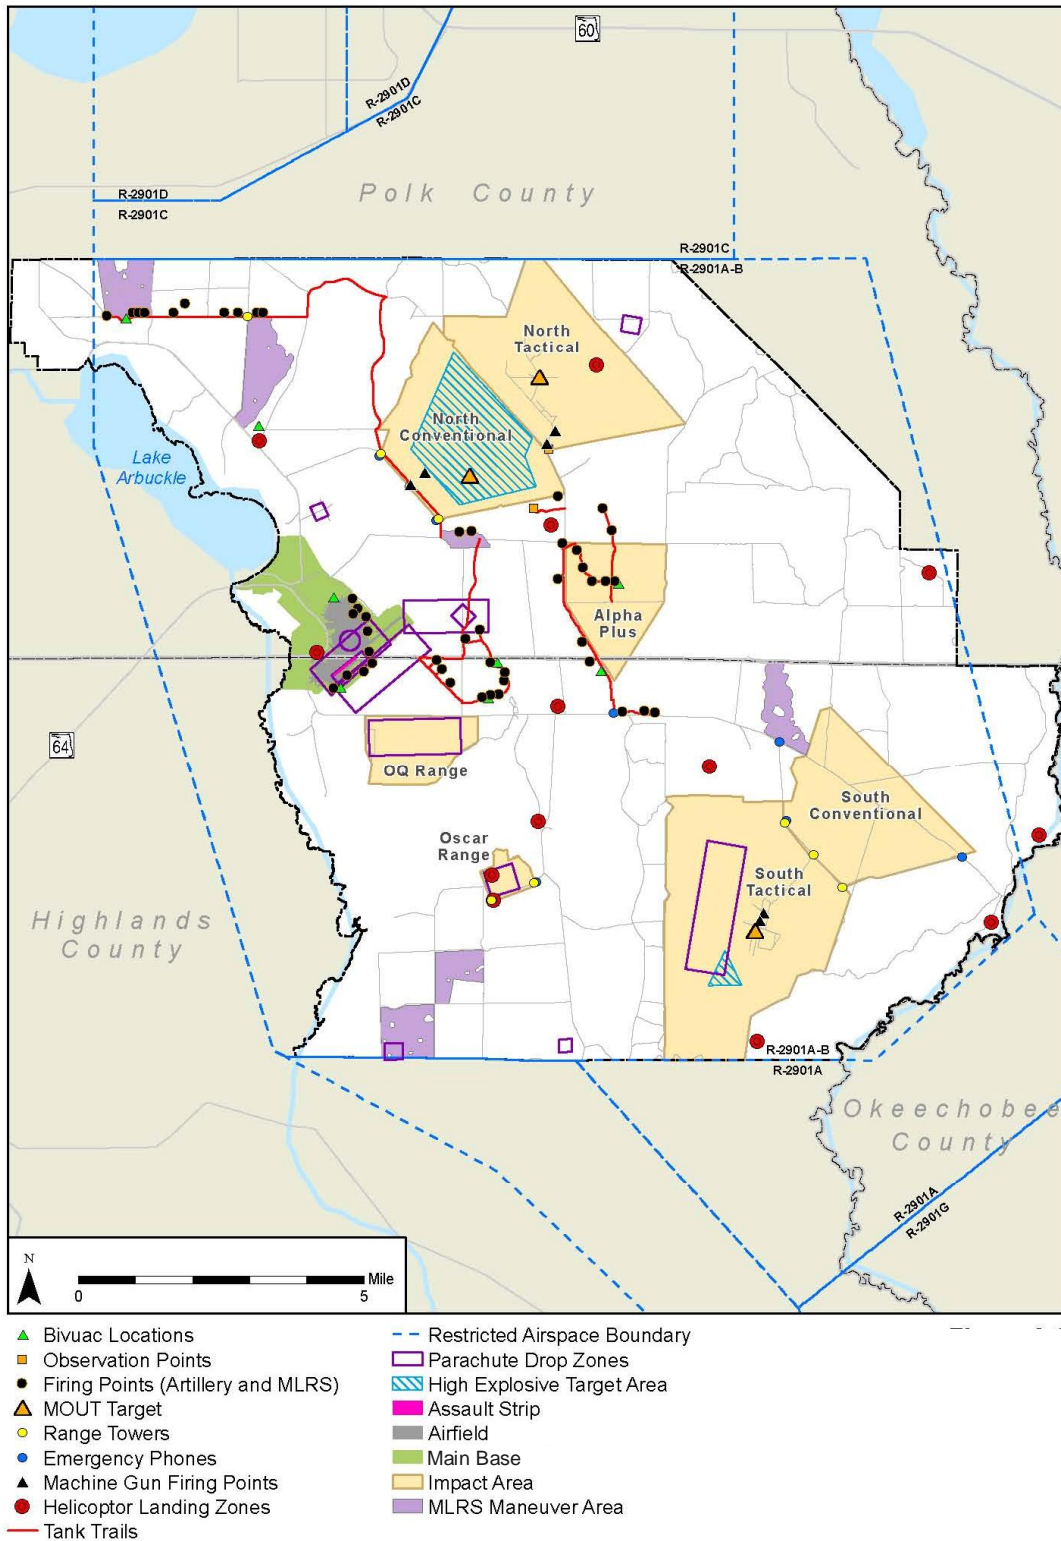 60
R-2901D
R-2901C
R-2901D
R-2901C
Polk County
R-2901C
R-2901A-B
North
Tactical
North
Conventional
Lake
Arbuckle
Alpha
Plus
64
OQ Range
South
Conventional
Oscar
Range
South
Tactical
Highlands
County
R-2901A-B
R-2901A
Okeechobee
County
R-2901A
R-2901G
N
Mile
0 5
Bivuac Locations
Observation Points
Firing Points (Artillery and MLRS)
MOUT Target
Range Towers
Emergency Phones
Machine Gun Firing Points
Helicoptor Landing Zones
Tank Trails
Restricted Airspace Boundary
Parachute Drop Zones
High Explosive Target Area
Assault Strip
Airfield
Main Base
Impact Area
MLRS Maneuver Area